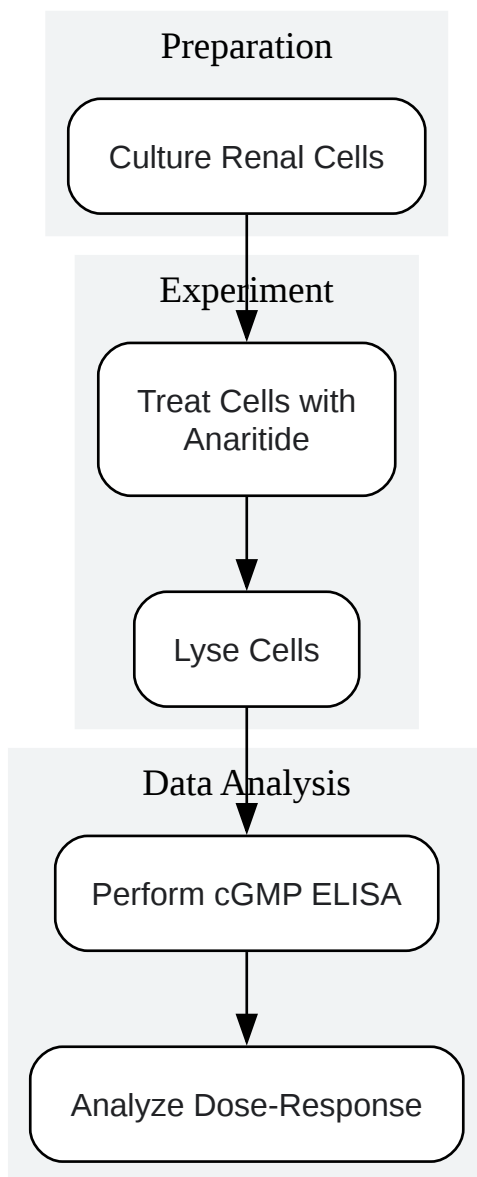 Preparation
Culture Renal Cells
Experiment
Treat Cells with
Anaritide
Lyse Cells
Data Analysis
Perform cGMP ELISA
Analyze Dose-Response